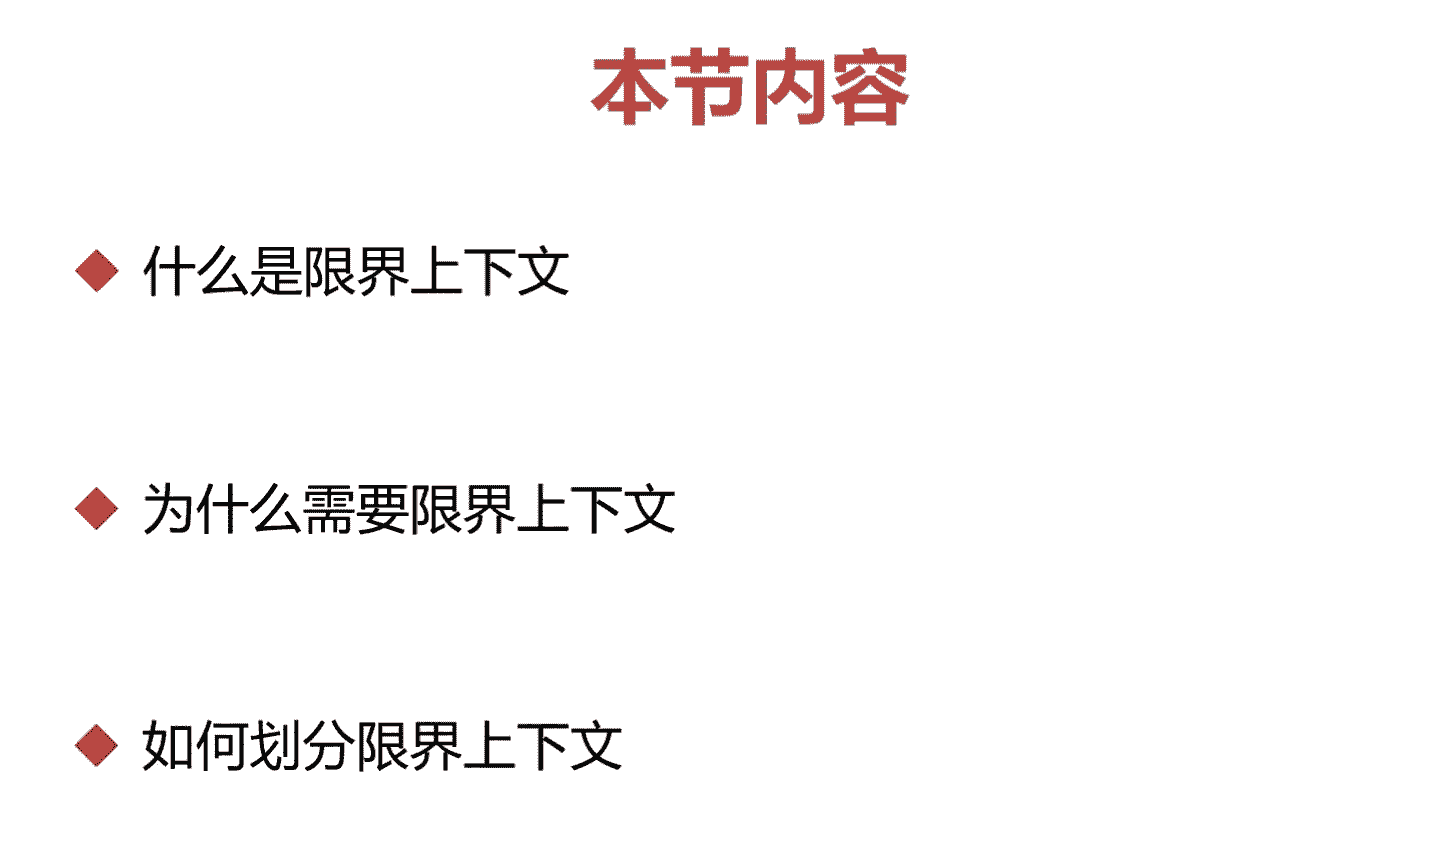 本节内容
什么是限界上下文
为什么需要限界上下文
如何划分限界上下文